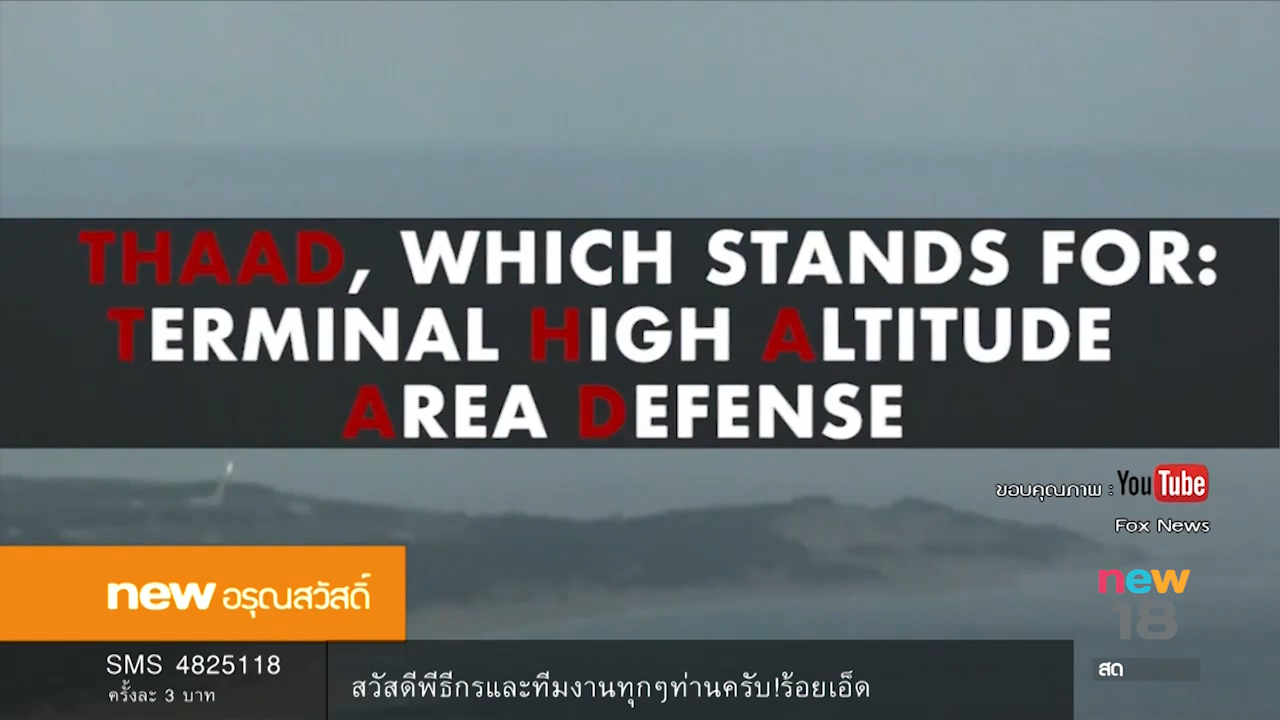 THAAD, WHICH STANDS FOR:
TERMINAL HIGH ALTITUDE
AREA DEFENSE
ขอบคุณภาพ : YouTube
Fox News
new อรุณสวัสดิ์
new
18
สด
SMS 4825118
ครั้งละ 3 บาท
สวัสดีพีธีกรและทีมงานทุกๆท่านครับ!ร้อยเอ็ด